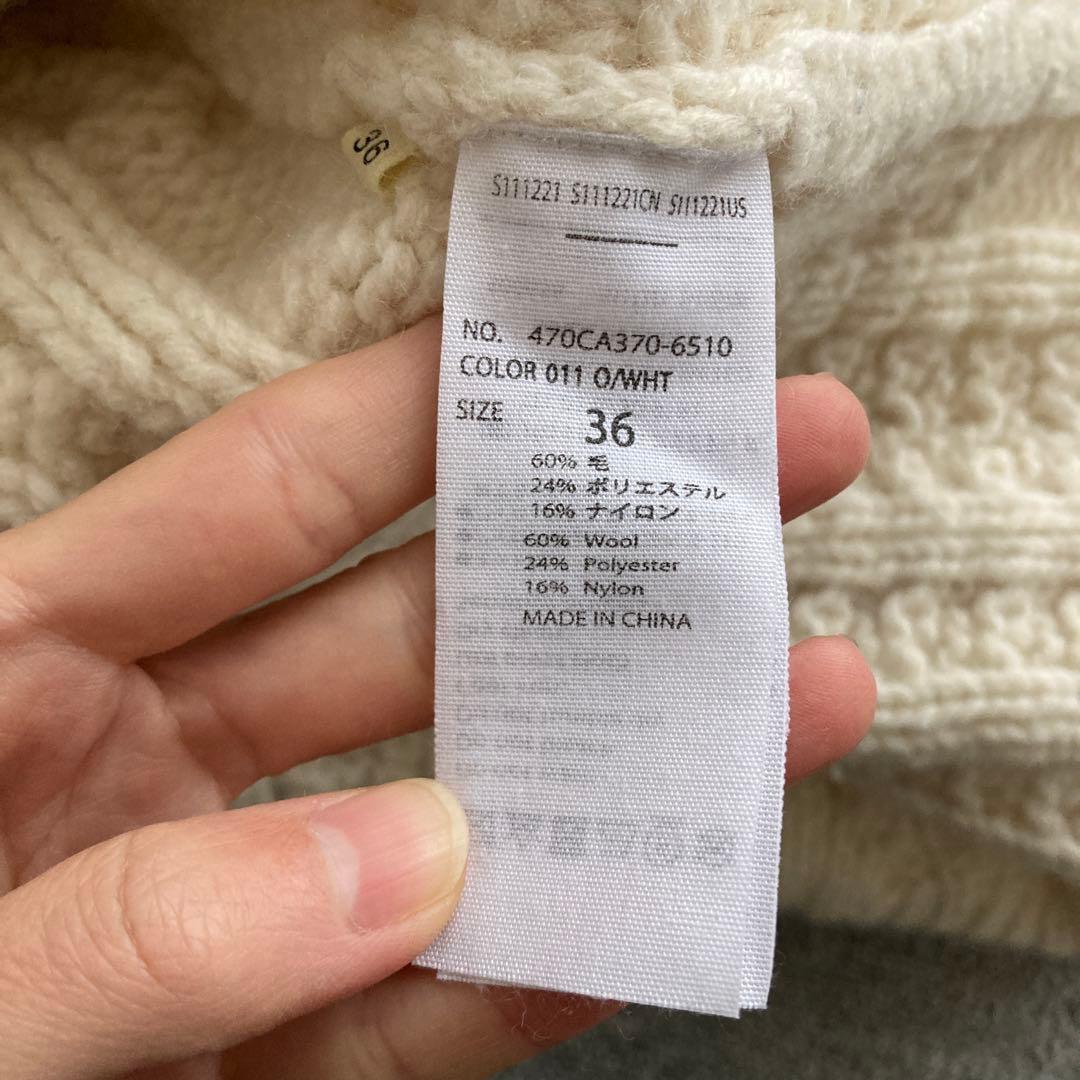 36
S111221 S111221CN S111221US
NO. 470CA370-6510
COLOR 011 O/WHT
SIZE 36
60% 毛
24% ポリエステル
16% ナイロン
60% Wool
24% Polyester
16% Nylon
MADE IN CHINA